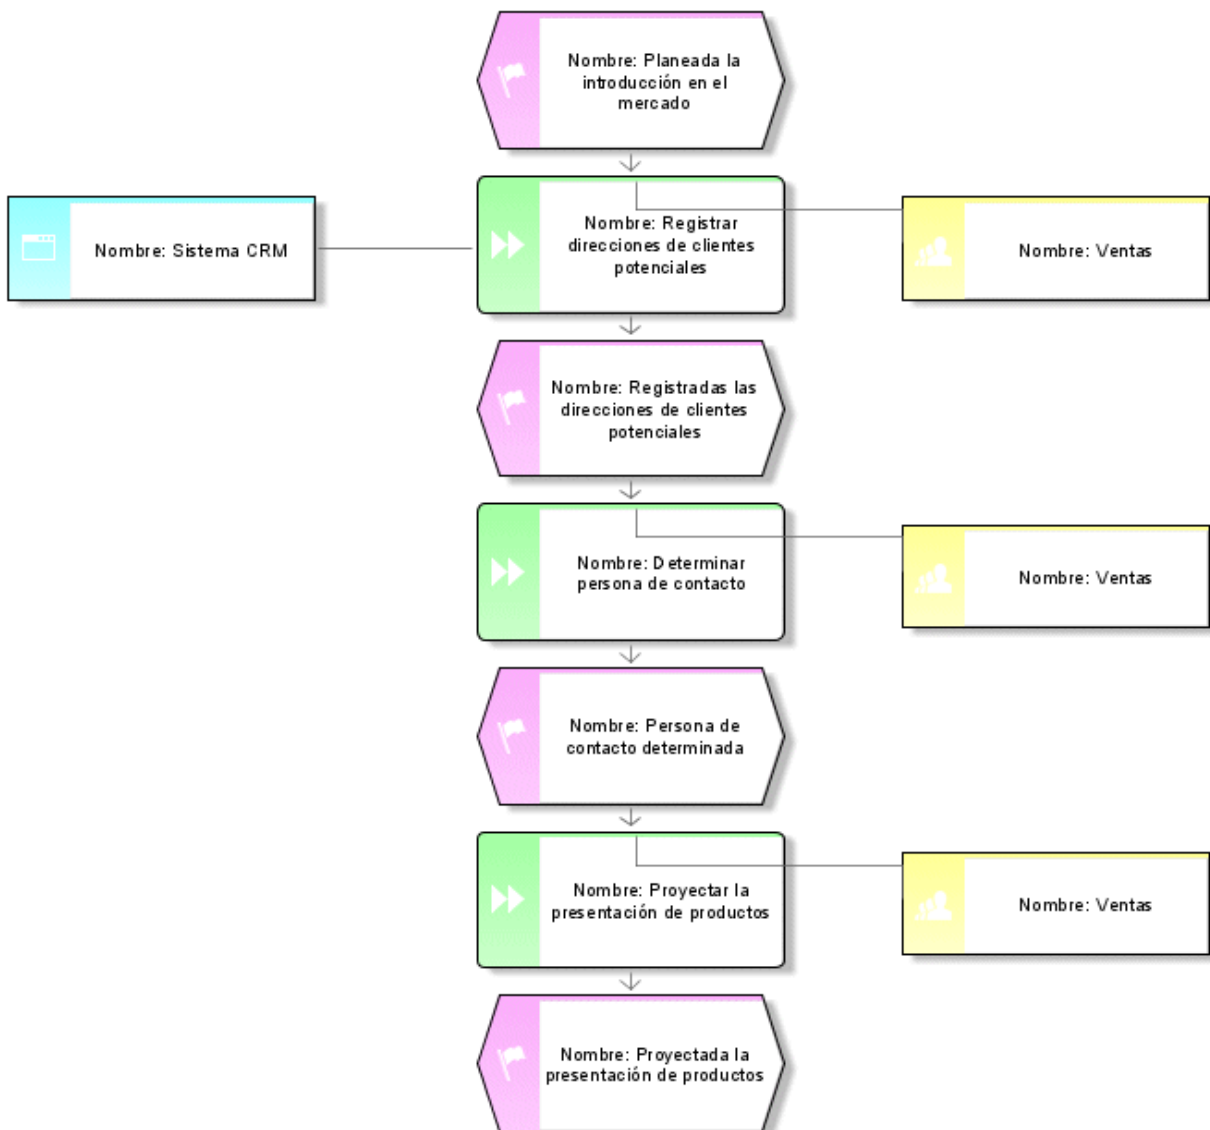 Nombre: Planeada la
introducción en el
mercado
Nombre: Sistema CRM
Nombre: Registrar
direcciones de clientes
potenciales
Nombre: Ventas
Nombre: Registradas las
direcciones de clientes
potenciales
Nombre: Determinar
persona de contacto
Nombre: Ventas
Nombre: Persona de
contacto determinada
Nombre: Proyectar la
presentación de productos
Nombre: Ventas
Nombre: Proyectada la
presentación de productos